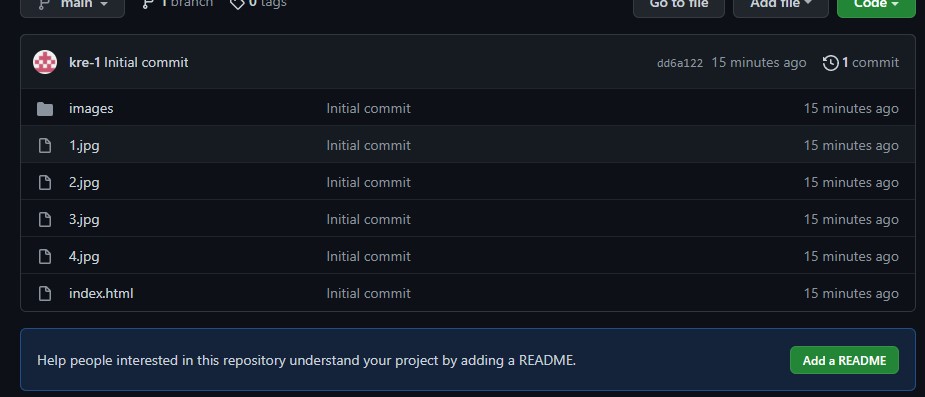 main 1 branch 0 tags Go to file Add file Code
kre-1 Initial commit dd6a122 15 minutes ago 1 commit
images Initial commit 15 minutes ago
1.jpg Initial commit 15 minutes ago
2.jpg Initial commit 15 minutes ago
3.jpg Initial commit 15 minutes ago
4.jpg Initial commit 15 minutes ago
index.html Initial commit 15 minutes ago
Help people interested in this repository understand your project by adding a README. Add a README